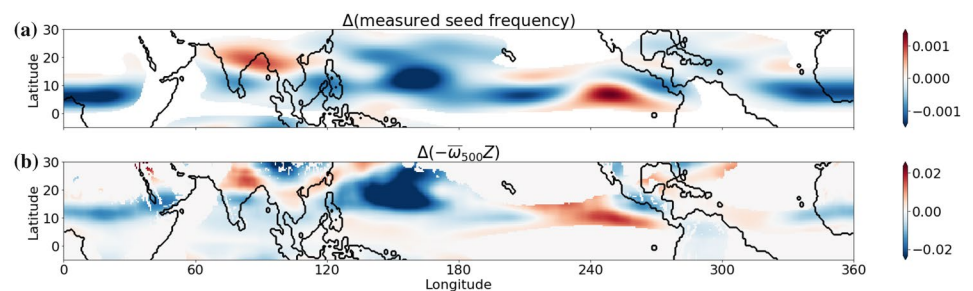 (a)
Δ(measured seed frequency)
30
20
10
0
Latitude
0.001
0.000
−0.001
(b)
Δ(−ω̅₅₀₀Z)
30
20
10
0
Latitude
0.02
0.00
−0.02
0 60 120 180 240 300 360
Longitude